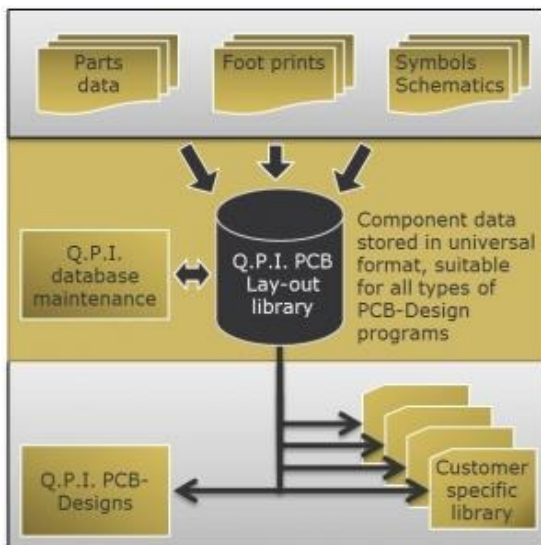 Parts
data
Foot prints
Symbols
Schematics
Q.P.I.
database
maintenance
Q.P.I. PCB
Lay-out
library
Component data
stored in universal
format, suitable
for all types of
PCB-Design
programs
Q.P.I. PCB-
Designs
Customer
specific
library